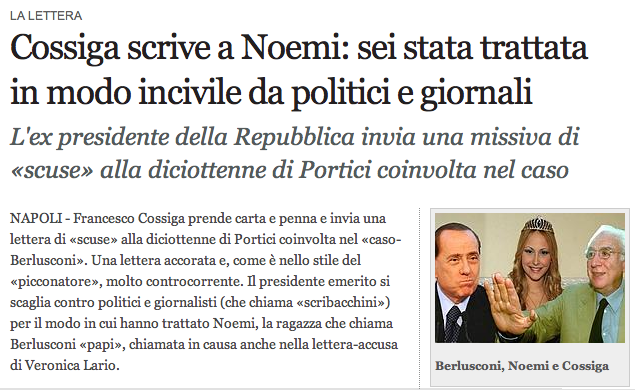 LA LETTERA
Cossiga scrive a Noemi: sei stata trattata
in modo incivile da politici e giornali
L'ex presidente della Repubblica invia una missiva di
«scuse» alla diciottenne di Portici coinvolta nel caso
NAPOLI - Francesco Cossiga prende carta e penna e invia una
lettera di «scuse» alla diciottenne di Portici coinvolta nel «caso-
Berlusconi». Una lettera accorata e, come è nello stile del
«picconatore», molto controcorrente. Il presidente emerito si
scaglia contro politici e giornalisti (che chiama «scribacchini»)
per il modo in cui hanno trattato Noemi, la ragazza che chiama
Berlusconi «papi», chiamata in causa anche nella lettera-accusa
di Veronica Lario.
Berlusconi, Noemi e Cossiga